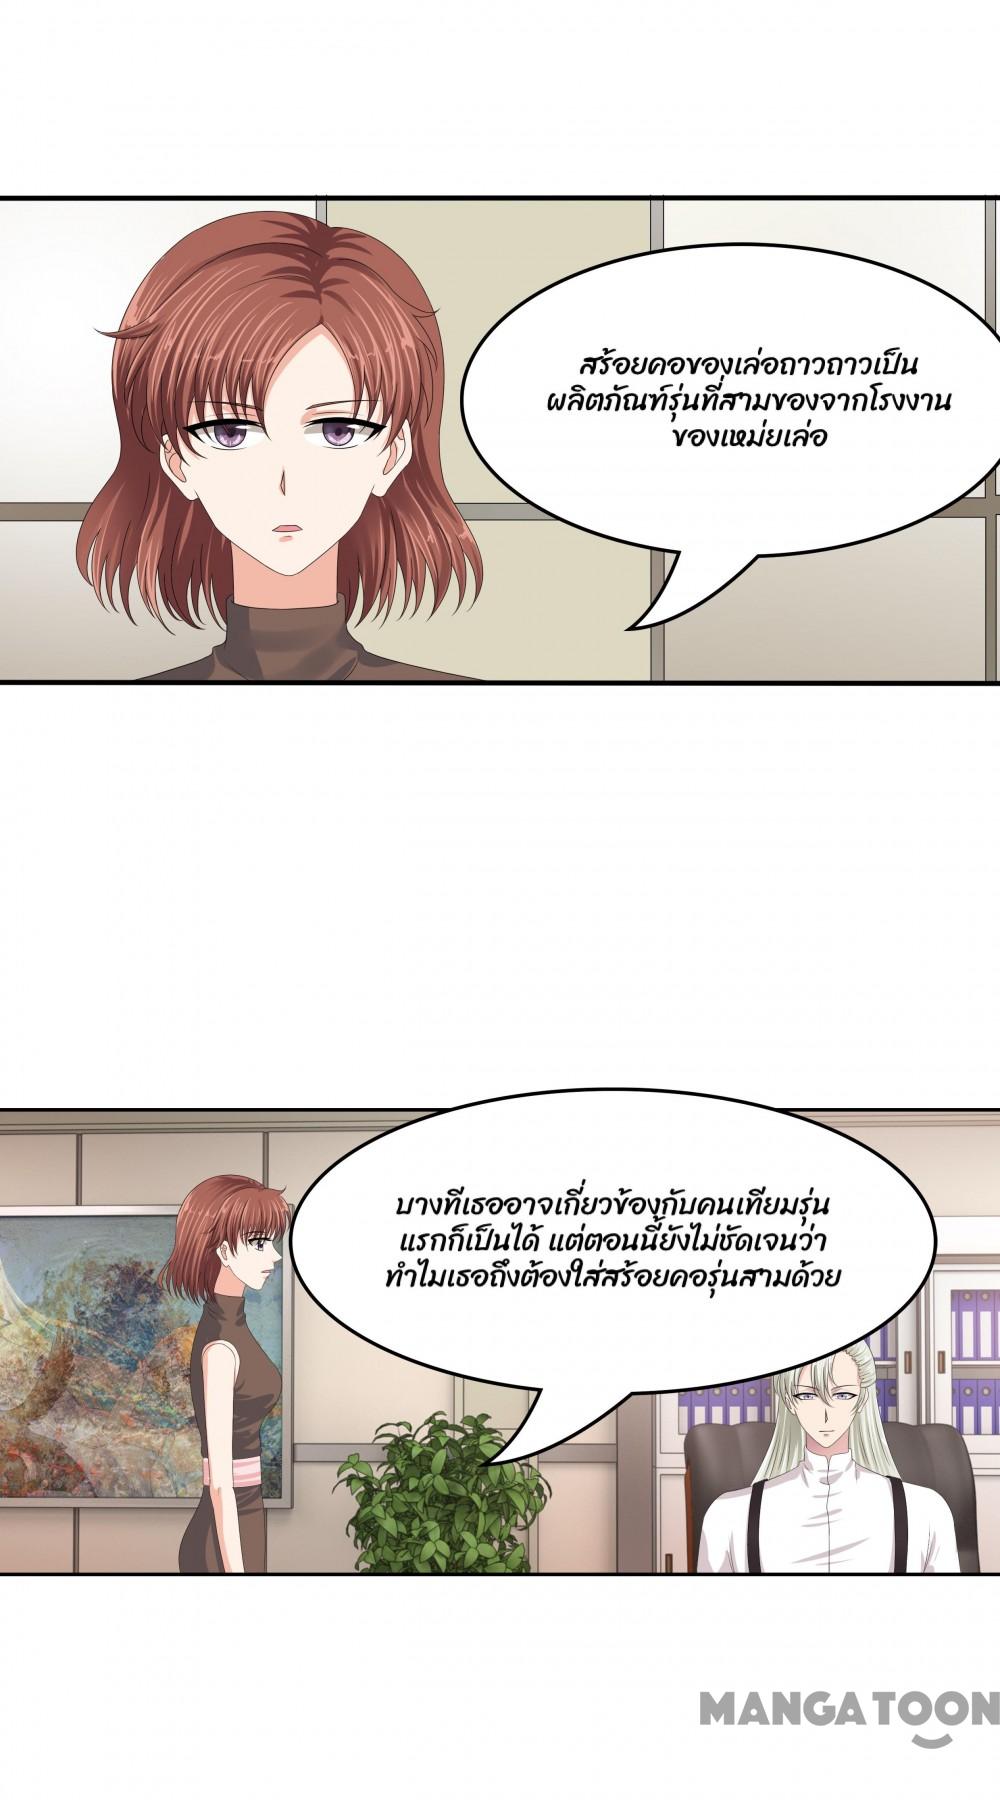 สร้อยคอของเล่อถาวถาวเป็น
ผลิตภัณฑ์รุ่นที่สามของจากโรงงาน
ของเหม่ยเล่อ
บางทีเธออาจเกี่ยวข้องกับคนเทียมรุ่น
แรกก็เป็นได้ แต่ตอนนี้ยังไม่ชัดเจนว่า
ทำไมเธอถึงต้องใส่สร้อยคอรุ่นสามด้วย
MANGATOON